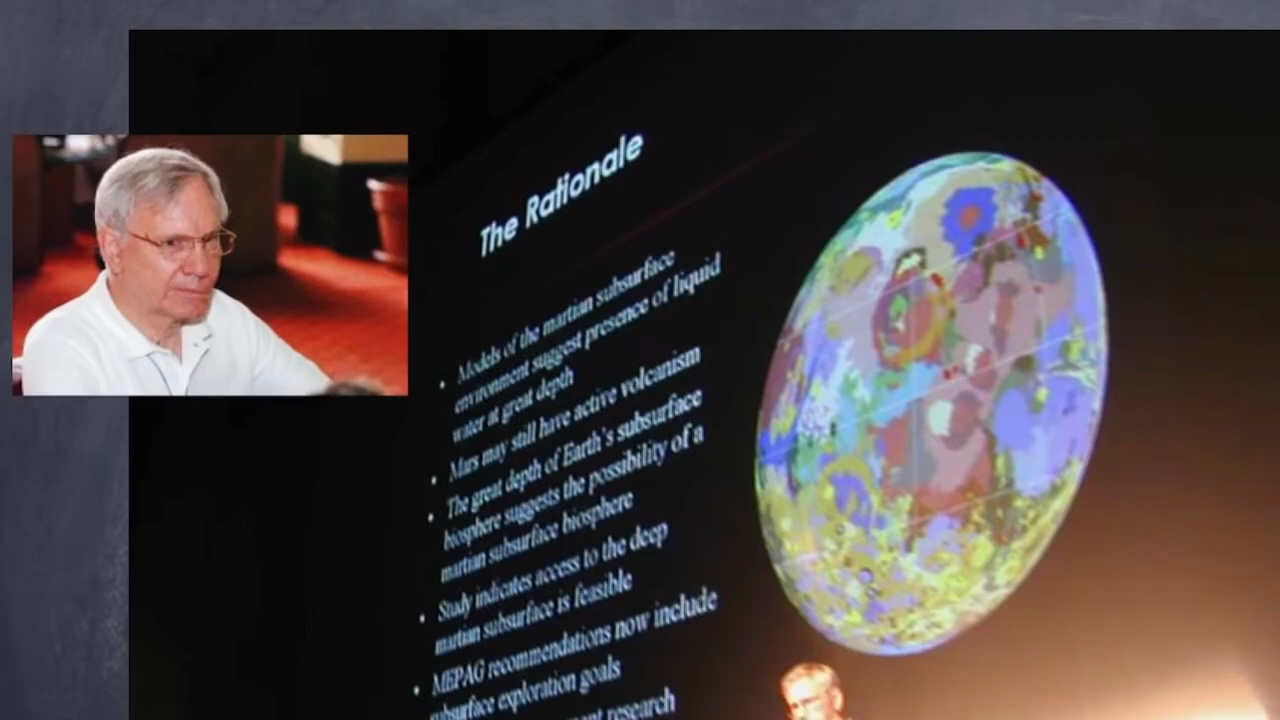 The Rationale
• Models of the martian subsurface
environment suggest presence of liquid
water at great depth
• Mars may still have active volcanism
• The great depth of Earth's subsurface
biosphere suggests the possibility of a
martian subsurface biosphere
• Study indicates access to the deep
martian subsurface is feasible
• MEPAG recommendations now include
subsurface exploration goals
research